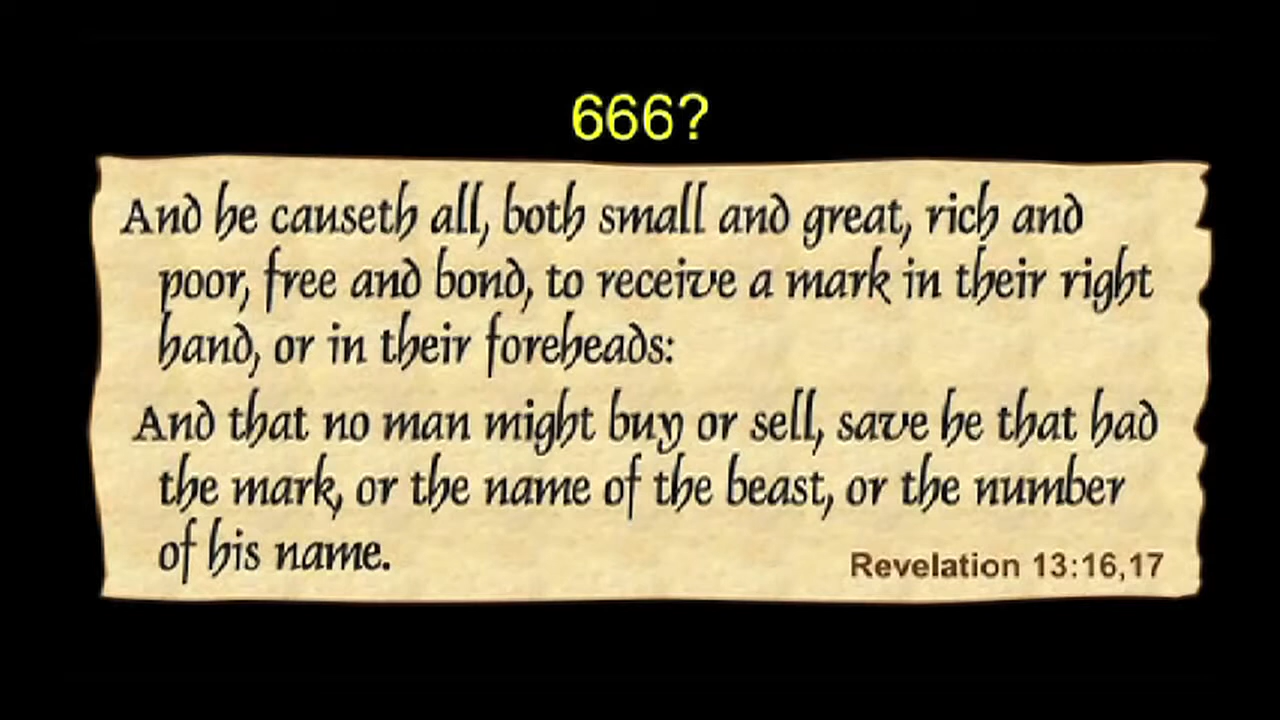 666?
And he causeth all, both small and great, rich and
poor, free and bond, to receive a mark in their right
hand, or in their foreheads:
And that no man might buy or sell, save he that had
the mark, or the name of the beast, or the number
of his name.
Revelation 13:16,17